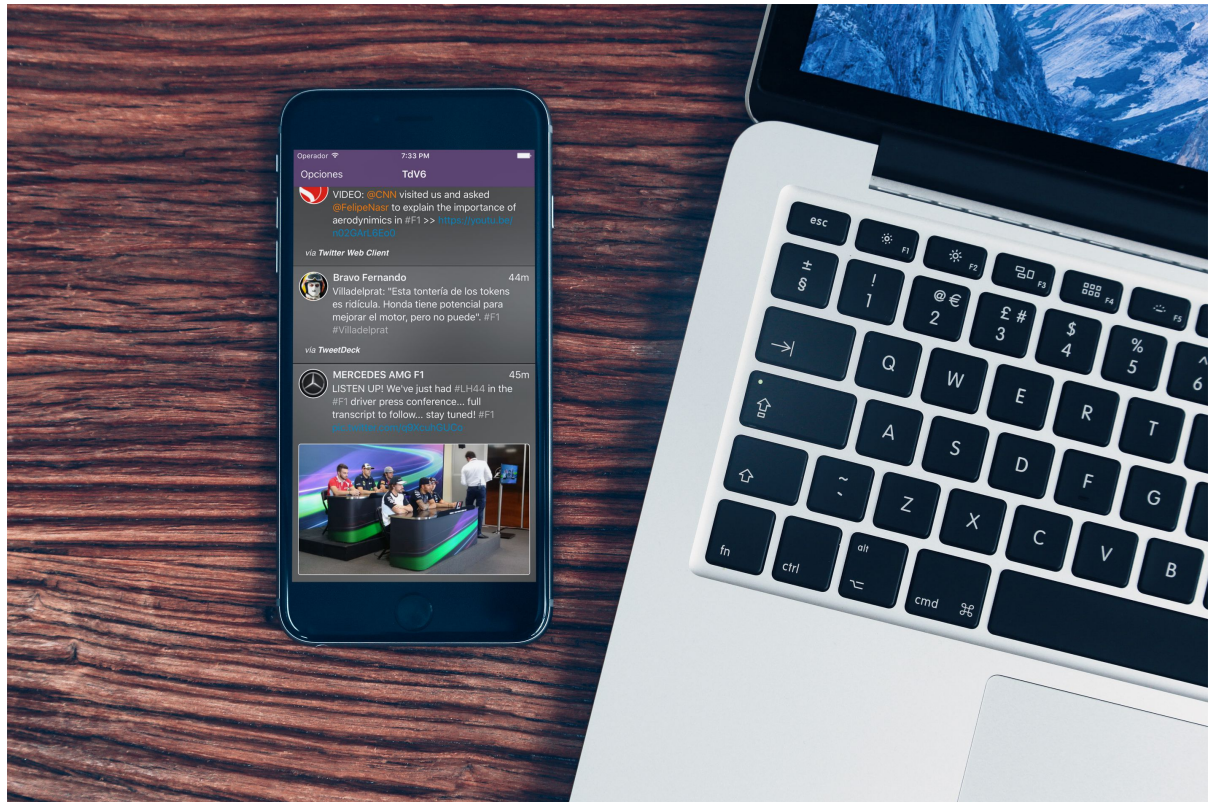 Operador 7:33 PM
Opciones TdV6
VIDEO: @CNN visited us and asked
@FelipeNasr to explain the importance of
aerodynimics in #F1 >> https://youtu.be/
via Twitter Web Client
Bravo Fernando 44m
Villadelprat: "Esta tontería de los tokens
es ridícula. Honda tiene potencial para
mejorar el motor, pero no puede". #F1
#Villadelprat
via TweetDeck
MERCEDES AMG F1 45m
LISTEN UP! We've just had #LH44 in the
#F1 driver press conference... full
transcript to follow... stay tuned! #F1
esc F1 F2 F3 F4 F5
± § ! 1 @ € 2 £ # 3 $ 4 % 5 ^ 6
Q W E R T
A S D F G
~ Z X C V B
fn ctrl alt cmd ⌘